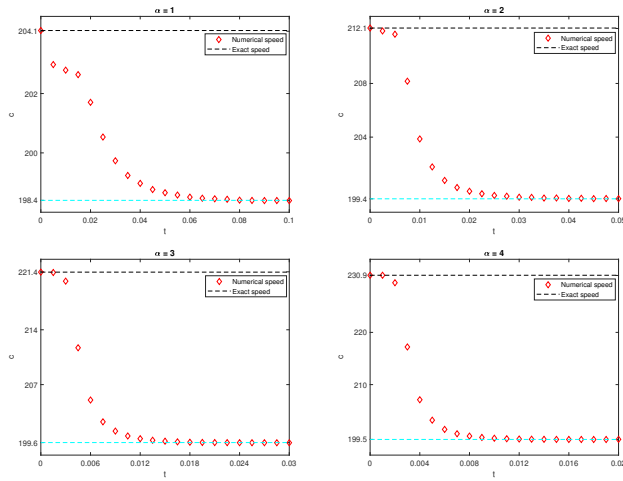 α = 1
204.1
202
200
198.4
0
0.02
0.04
0.06
0.08
0.1
c
t
Numerical speed
Exact speed
α = 2
212.1
208
204
199.4
0
0.01
0.02
0.03
0.04
0.05
c
t
Numerical speed
Exact speed
α = 3
221.4
214
207
199.6
0
0.006
0.012
0.018
0.024
0.03
c
t
Numerical speed
Exact speed
α = 4
230.9
220
210
199.5
0
0.004
0.008
0.012
0.016
0.02
c
t
Numerical speed
Exact speed